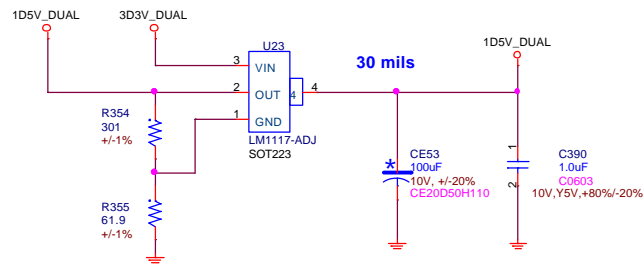 1D5V_DUAL
3D3V_DUAL
U23
3
VIN
2
OUT
4
4
1
GND
LM1117-ADJ
SOT223
30 mils
1D5V_DUAL
R354
301
+/-1%
R355
61.9
+/-1%
*
CE53
100uF
10V, +/-20%
CE20D50H110
1
2
C390
1.0uF
C0603
10V,Y5V,+80%/-20%